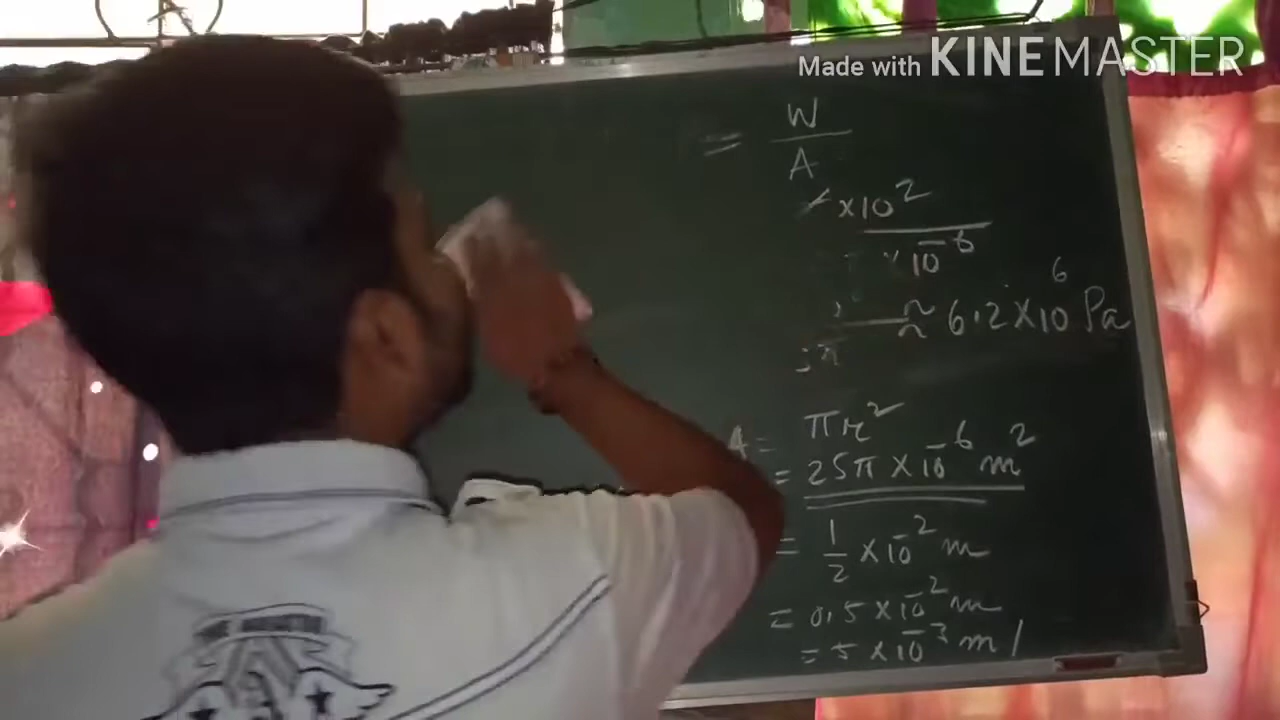 Made with KINEMASTER
= W
A
×10²
×10⁻⁶
≈ 6.2×10⁶ Pa
π
A = πr²
= 25π×10⁻⁶ m²
= 1/2 ×10⁻² m
= 0.5×10⁻² m
= 5×10⁻³ m